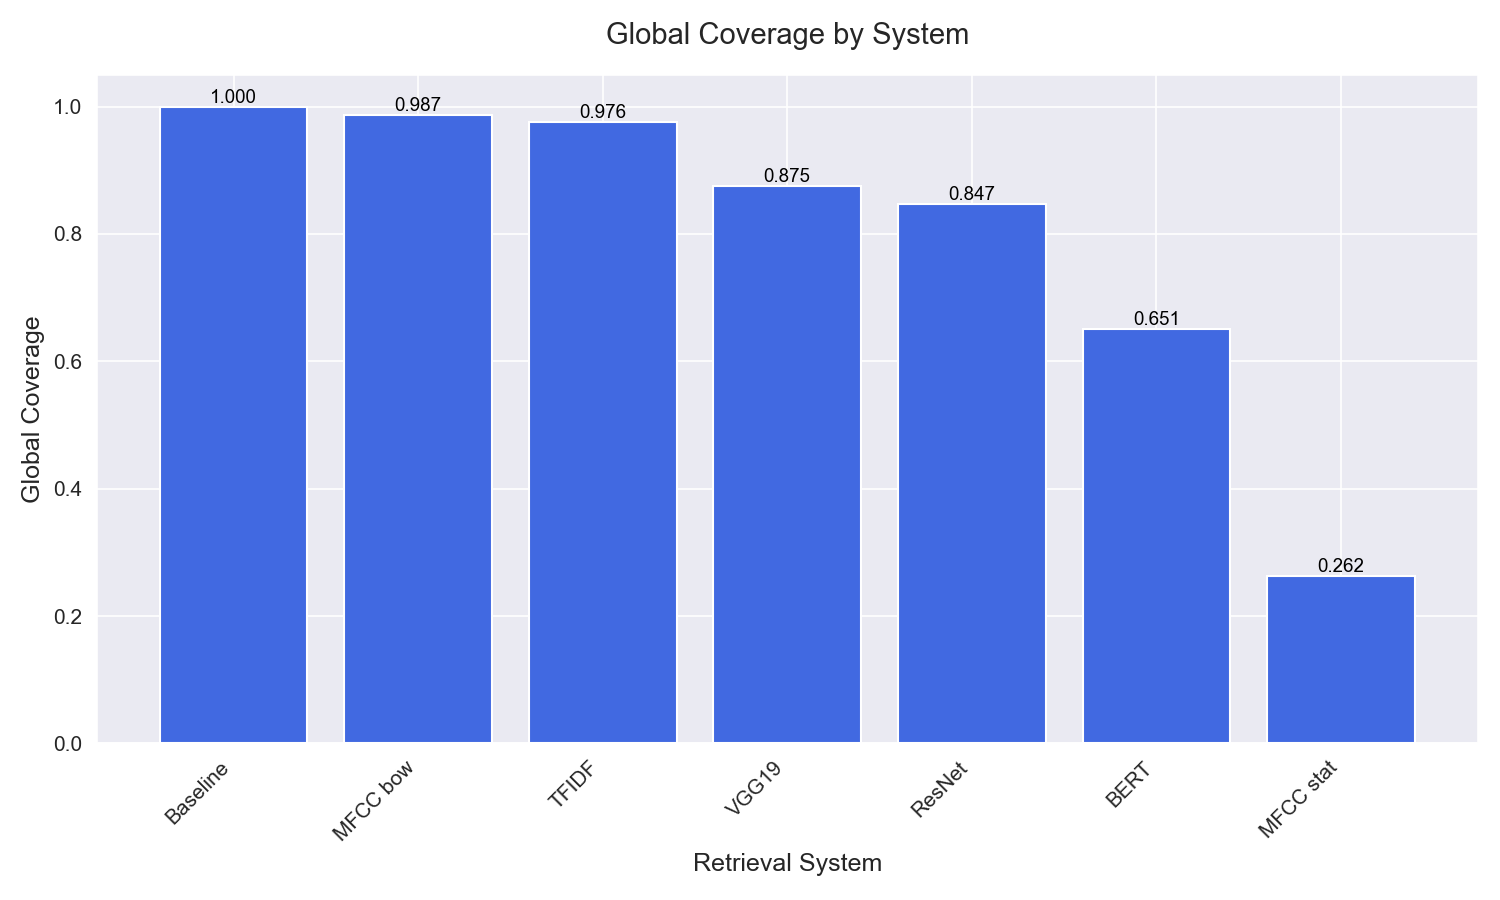 Global Coverage by System
Global Coverage
1.0
0.8
0.6
0.4
0.2
0.0
1.000
0.987
0.976
0.875
0.847
0.651
0.262
Baseline
MFCC bow
TFIDF
VGG19
ResNet
BERT
MFCC stat
Retrieval System